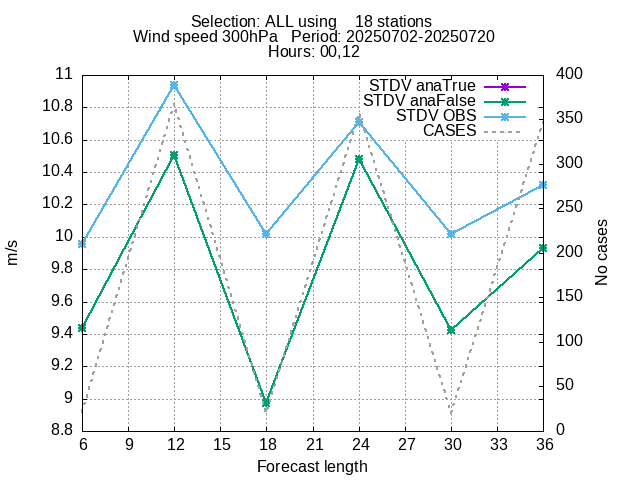 Selection: ALL using    18 stations
Wind speed 300hPa   Period: 20250702-20250720
Hours: 00,12
STDV anaTrue
STDV anaFalse
STDV OBS
CASES
11
10.8
10.6
10.4
10.2
10
9.8
9.6
9.4
9.2
9
8.8
m/s
400
350
300
250
200
150
100
50
0
No cases
6 9 12 15 18 21 24 27 30 33 36
Forecast length